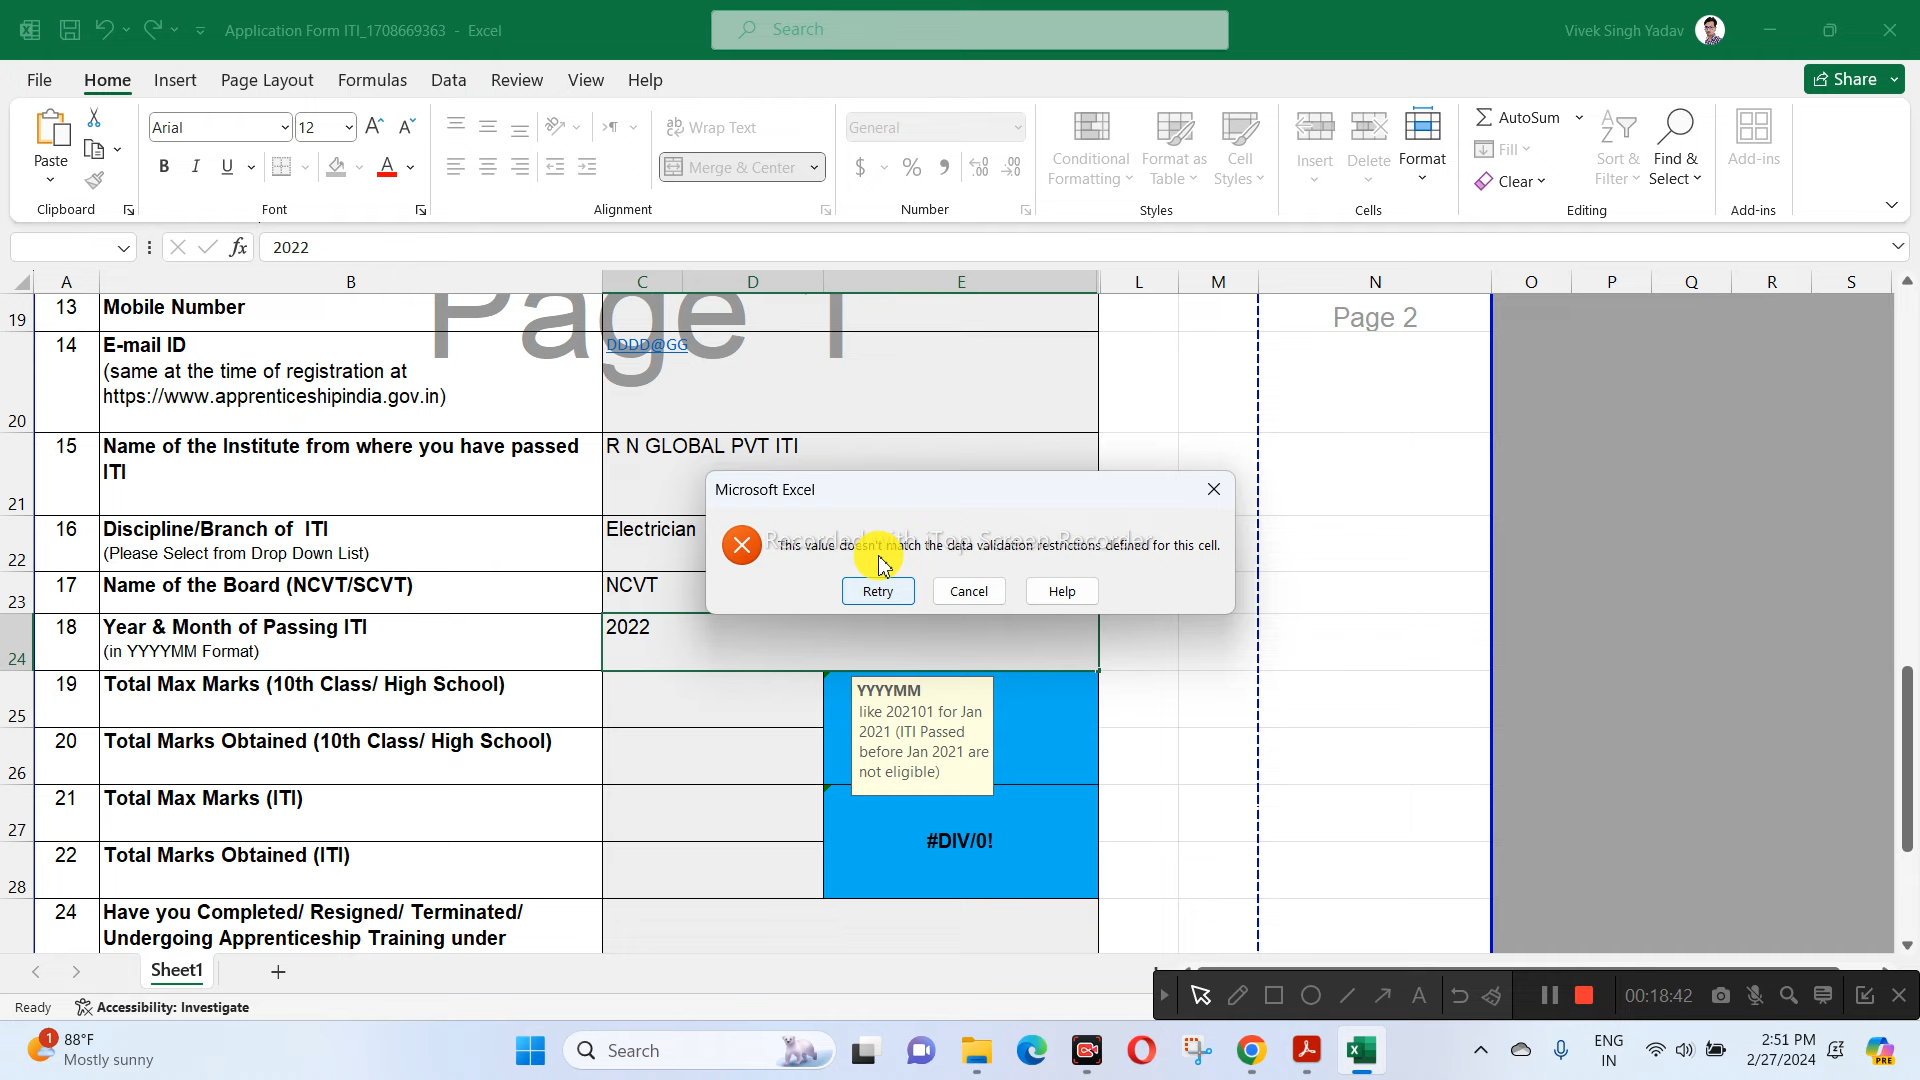 Application Form ITI_1708669363 - Excel
Search
Vivek Singh Yadav
File Home Insert Page Layout Formulas Data Review View Help
Share
Paste
Arial 12
B I U
Wrap Text
Merge & Center
General
$ %
Conditional Formatting
Format as Table
Cell Styles
Insert
Delete
Format
AutoSum
Fill
Clear
Sort & Filter
Find & Select
Add-ins
Clipboard Font Alignment Number Styles Cells Editing Add-ins
fx 2022
A B C D E L M N O P Q R S
Page 1
Page 2
19 13 Mobile Number
20 14 E-mail ID DDDD@GG
(same at the time of registration at
https://www.apprenticeshipindia.gov.in)
21 15 Name of the Institute from where you have passed R N GLOBAL PVT ITI
ITI
22 16 Discipline/Branch of ITI Electrician
(Please Select from Drop Down List)
23 17 Name of the Board (NCVT/SCVT) NCVT
24 18 Year & Month of Passing ITI 2022
(in YYYYMM Format)
25 19 Total Max Marks (10th Class/ High School)
26 20 Total Marks Obtained (10th Class/ High School)
27 21 Total Max Marks (ITI)
#DIV/0!
28 22 Total Marks Obtained (ITI)
24 Have you Completed/ Resigned/ Terminated/
Undergoing Apprenticeship Training under
YYYYMM
like 202101 for Jan
2021 (ITI Passed
before Jan 2021 are
not eligible)
Microsoft Excel
Recorded with iTop Screen Recorder
This value doesn't match the data validation restrictions defined for this cell.
Retry Cancel Help
Sheet1
Ready Accessibility: Investigate
00:18:42
1 88°F
Mostly sunny
Search
ENG
IN
2:51 PM
2/27/2024
PRE